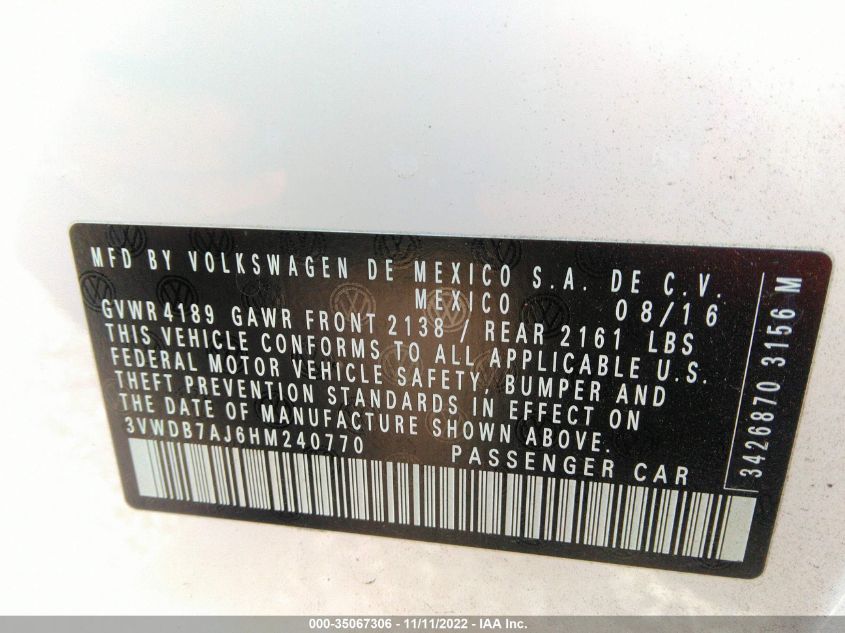 MFD BY VOLKSWAGEN DE MEXICO S.A. DE C.V.
MEXICO 08/16
GVWR 4189 GAWR FRONT 2138 / REAR 2161 LBS
THIS VEHICLE CONFORMS TO ALL APPLICABLE U.S.
FEDERAL MOTOR VEHICLE SAFETY, BUMPER AND
THEFT PREVENTION STANDARDS IN EFFECT ON
THE DATE OF MANUFACTURE SHOWN ABOVE.
3VWDB7AJ6HM240770 PASSENGER CAR
3426870 3156 M
000-35067306 - 11/11/2022 - IAA Inc.